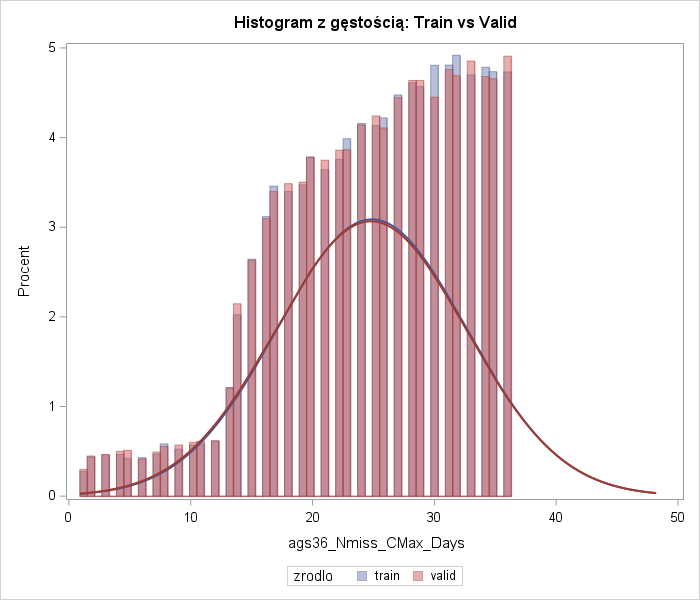 Histogram z gęstością: Train vs Valid
5
4
3
2
1
0
Procent
0 10 20 30 40 50
ags36_Nmiss_CMax_Days
zrodlo train valid